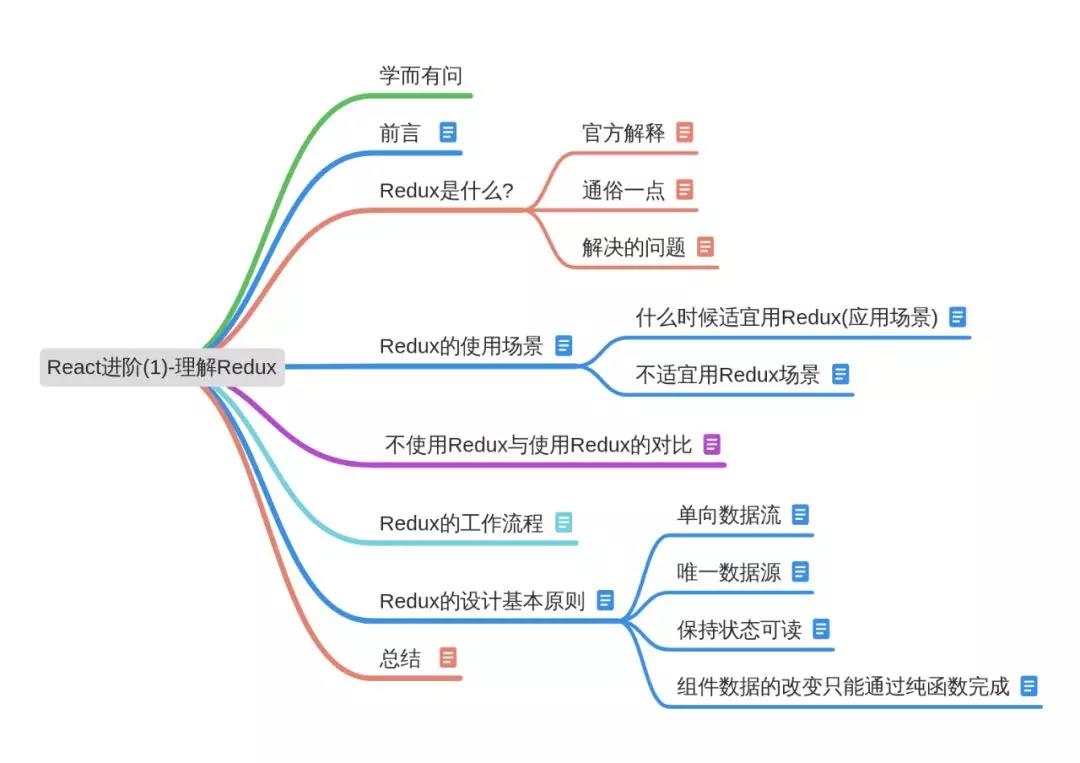 React进阶(1)-理解Redux
学而有问
前言
Redux是什么?
官方解释
通俗一点
解决的问题
Redux的使用场景
什么时候适宜用Redux(应用场景)
不适宜用Redux场景
不使用Redux与使用Redux的对比
Redux的工作流程
Redux的设计基本原则
单向数据流
唯一数据源
保持状态可读
组件数据的改变只能通过纯函数完成
总结